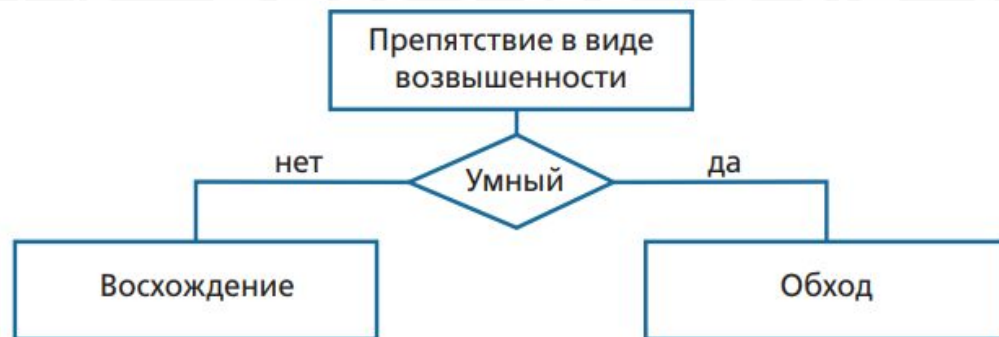 Препятствие в виде
возвышенности
нет
Умный
да
Восхождение
Обход